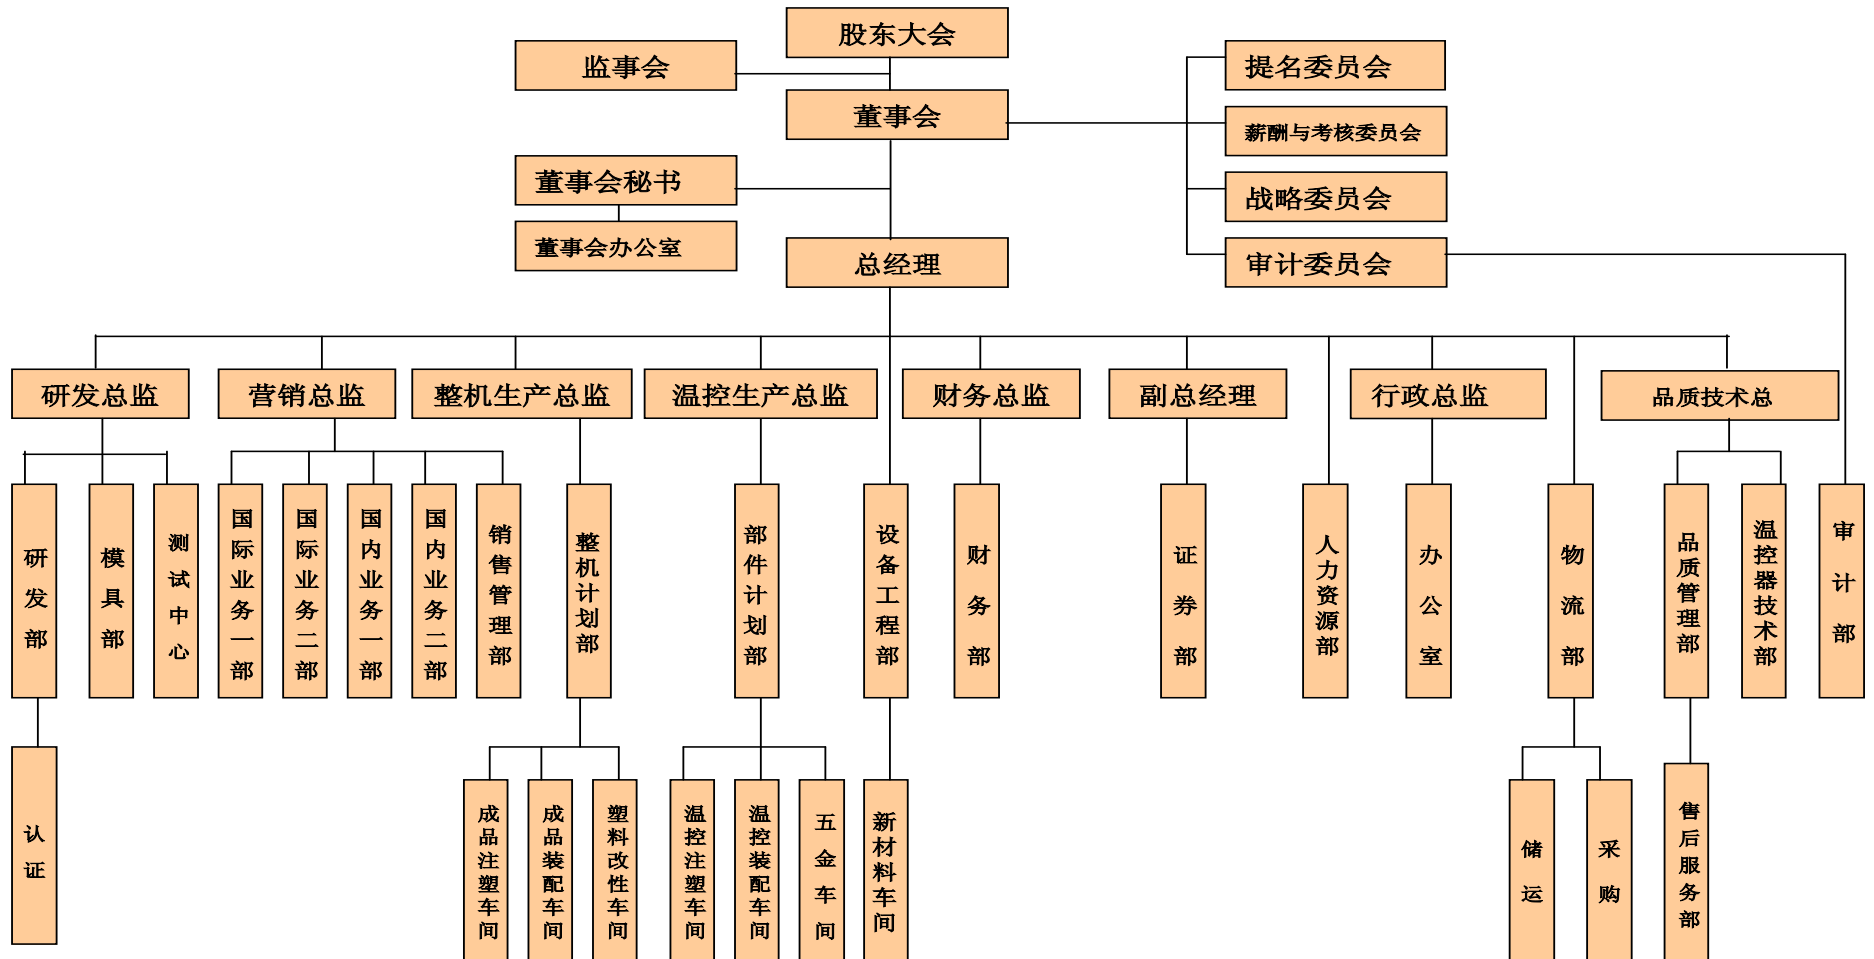 股东大会
监事会
提名委员会
董事会
薪酬与考核委员会
董事会秘书
战略委员会
董事会办公室
总经理
审计委员会
研发总监
营销总监
整机生产总监
温控生产总监
财务总监
副总经理
行政总监
品质技术总
研发部
模具部
测试中心
国际业务一部
国际业务二部
国内业务一部
国内业务二部
销售管理部
整机计划部
部件计划部
设备工程部
财务部
证券部
人力资源部
办公室
物流部
品质管理部
温控器技术部
审计部
认证
成品注塑车间
成品装配车间
塑料改性车间
温控注塑车间
温控装配车间
五金车间
新材料车间
储运
采购
售后服务部